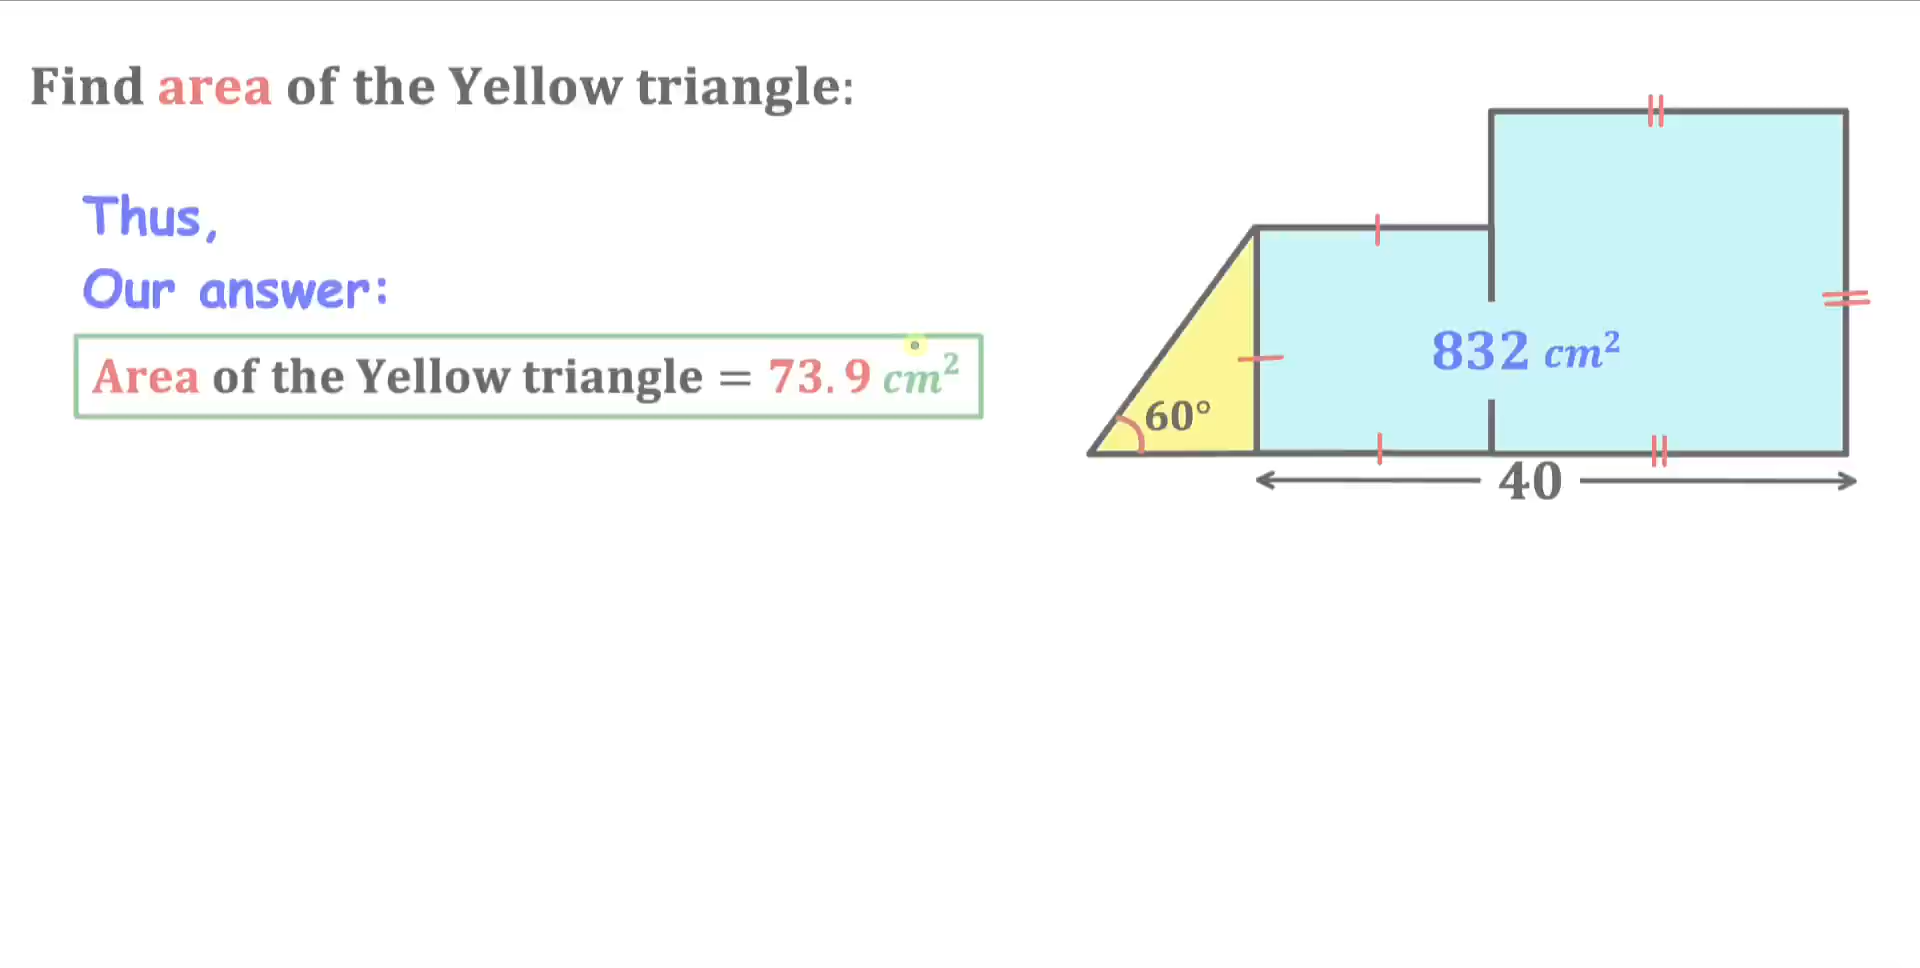 Find area of the Yellow triangle:
Thus,
Our answer:
Area of the Yellow triangle = 73.9 cm²
60°
832 cm²
40